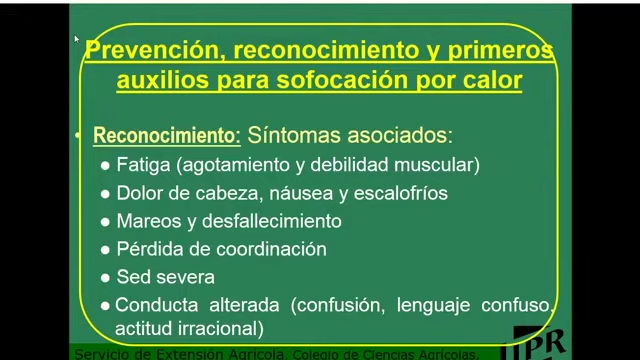 Prevención, reconocimiento y primeros
auxilios para sofocación por calor
• Reconocimiento: Síntomas asociados:
● Fatiga (agotamiento y debilidad muscular)
● Dolor de cabeza, náusea y escalofríos
● Mareos y desfallecimiento
● Pérdida de coordinación
● Sed severa
● Conducta alterada (confusión, lenguaje confuso,
actitud irracional)
Servicio de Extensión Agrícola, Colegio de Ciencias Agrícolas,
UPR